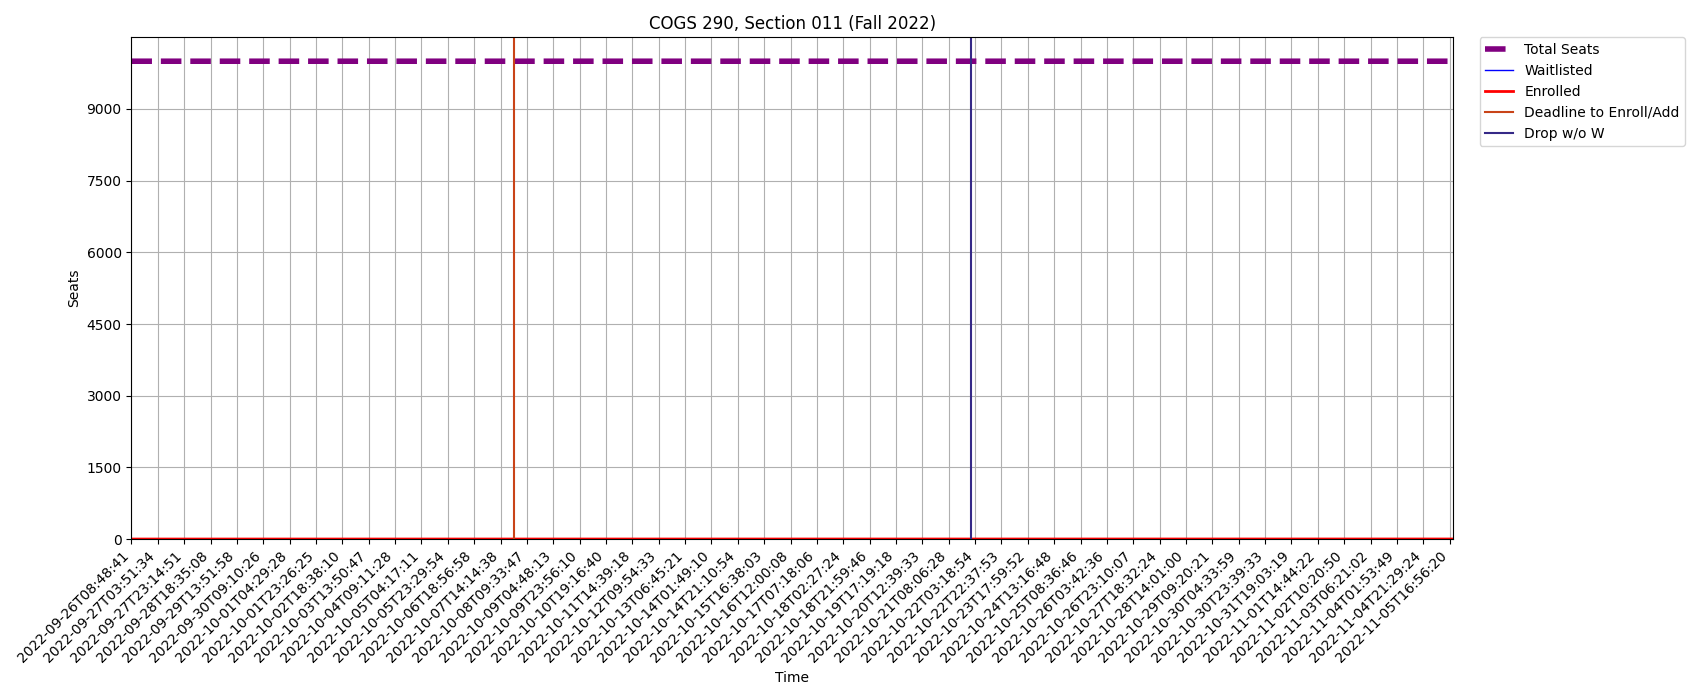 COGS 290, Section 011 (Fall 2022)
Total Seats
Waitlisted
Enrolled
Deadline to Enroll/Add
Drop w/o W
Seats
9000
7500
6000
4500
3000
1500
0
2022-09-26T08:48:41
2022-09-27T03:51:34
2022-09-27T23:14:51
2022-09-28T18:35:08
2022-09-29T13:51:58
2022-09-30T09:10:26
2022-10-01T04:29:28
2022-10-01T23:26:25
2022-10-02T18:38:10
2022-10-03T13:50:47
2022-10-04T09:11:28
2022-10-05T04:17:11
2022-10-05T23:29:54
2022-10-06T18:56:58
2022-10-07T14:14:38
2022-10-08T09:33:47
2022-10-09T04:48:13
2022-10-09T23:56:10
2022-10-10T19:16:40
2022-10-11T14:39:18
2022-10-12T09:54:33
2022-10-13T06:45:21
2022-10-14T01:49:10
2022-10-14T21:10:54
2022-10-15T16:38:03
2022-10-16T12:00:08
2022-10-17T07:18:06
2022-10-18T02:27:24
2022-10-18T21:59:46
2022-10-19T17:19:18
2022-10-20T12:39:33
2022-10-21T08:06:28
2022-10-22T03:18:54
2022-10-22T22:37:53
2022-10-23T17:59:52
2022-10-24T13:16:48
2022-10-25T08:36:46
2022-10-26T03:42:36
2022-10-26T23:10:07
2022-10-27T18:32:24
2022-10-28T14:01:00
2022-10-29T09:20:21
2022-10-30T04:33:59
2022-10-30T23:39:33
2022-10-31T19:03:19
2022-11-01T14:44:22
2022-11-02T10:20:50
2022-11-03T06:21:02
2022-11-04T01:53:49
2022-11-04T21:29:24
2022-11-05T16:56:20
Time